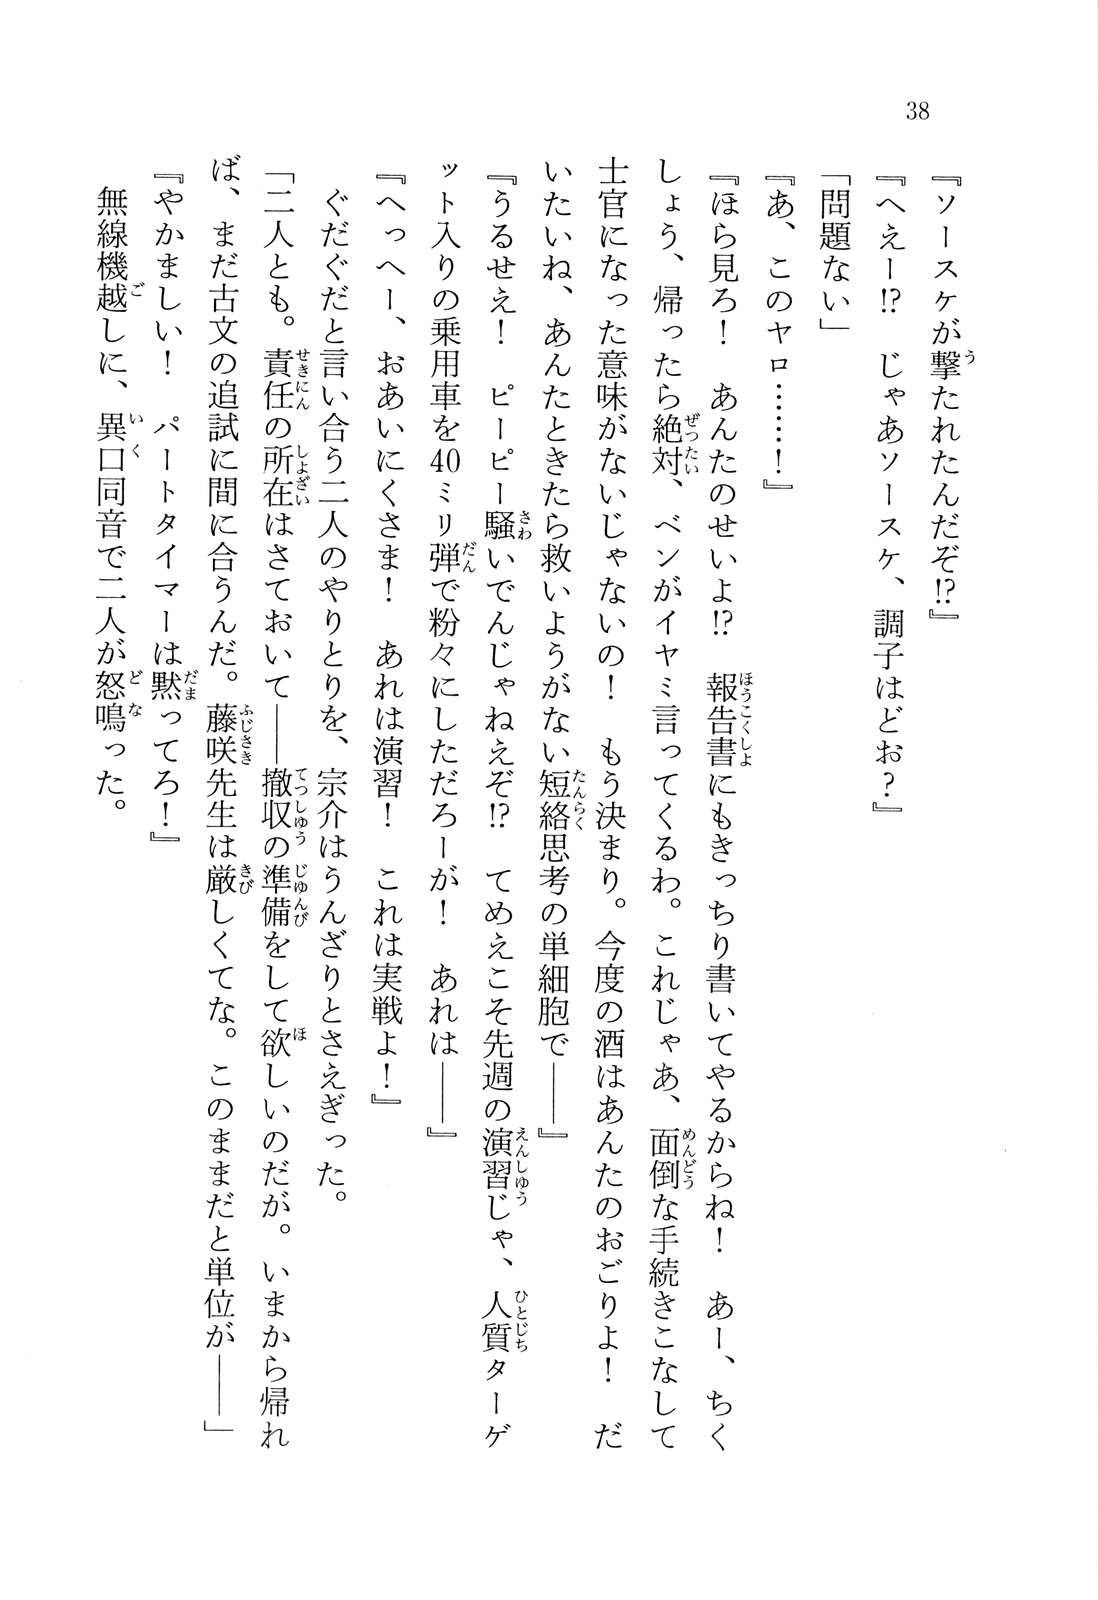 38
『ソースケが撃たれたんだぞ!?』
『へえー!?　じゃあソースケ、調子はどお？』
「問題ない」
『あ、このヤロ……！』
『ほら見ろ！　あんたのせいよ!?　報告書にもきっちり書いてやるからね！　あー、ちく
しょう、帰ったら絶対、ベンがイヤミ言ってくるわ。これじゃあ、面倒な手続きこなして
士官になった意味がないじゃないの！　もう決まり。今度の酒はあんたのおごりよ！　だ
いたいね、あんたときたら救いようがない短絡思考の単細胞で――』
『うるせえ！　ピーピー騒いでんじゃねえぞ!?　てめえこそ先週の演習じゃ、人質ターゲ
ット入りの乗用車を40ミリ弾で粉々にしただろーが！　あれは――』
『へっへー、おあいにくさま！　あれは演習！　これは実戦よ！』
　ぐだぐだと言い合う二人のやりとりを、宗介はうんざりとさえぎった。
「二人とも。責任の所在はさておいて――撤収の準備をして欲しいのだが。いまから帰れ
ば、まだ古文の追試に間に合うんだ。藤咲先生は厳しくてな。このままだと単位が――」
『やかましい！　パートタイマーは黙ってろ！』
　無線機越しに、異口同音で二人が怒鳴った。